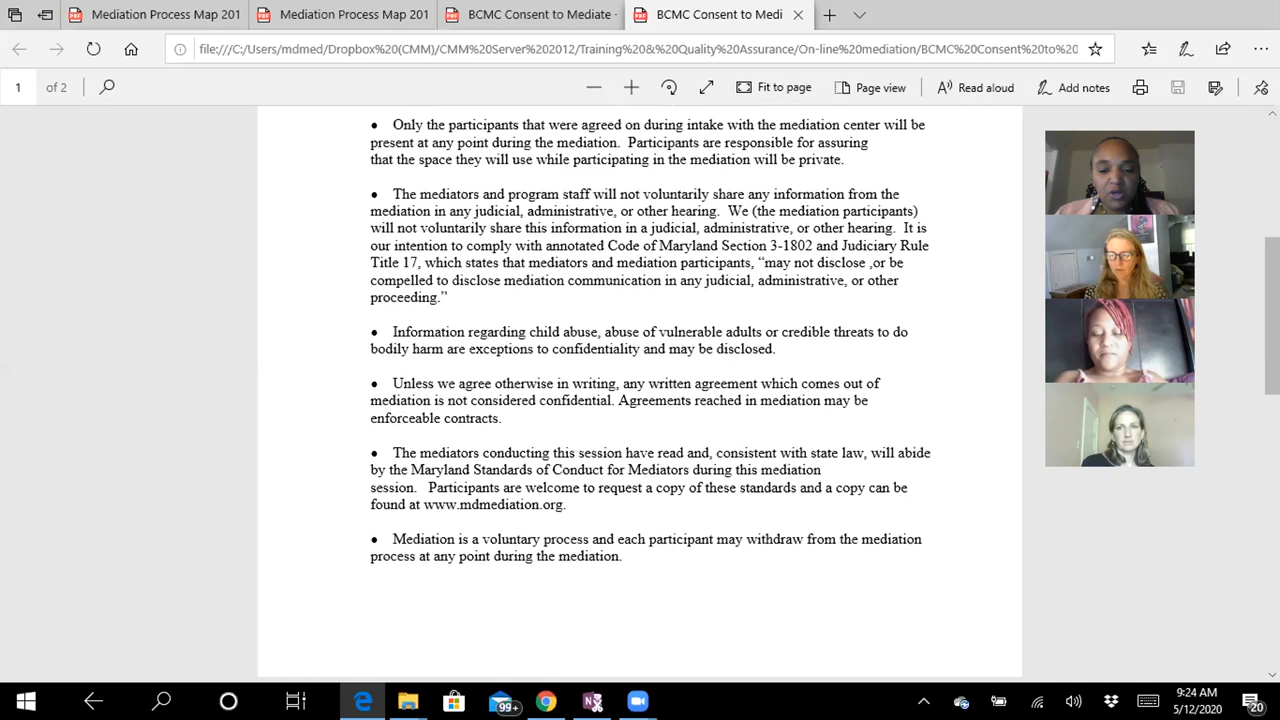 Mediation Process Map 201
Mediation Process Map 201
BCMC Consent to Mediate -
BCMC Consent to Medi
file:///C:/Users/mdmed/Dropbox%20(CMM)/CMM%20Server%202012/Training%20&%20Quality%20Assurance/On-line%20mediation/BCMC%20Consent%20to%20
1 of 2
Fit to page
Page view
Read aloud
Add notes
• Only the participants that were agreed on during intake with the mediation center will be
present at any point during the mediation. Participants are responsible for assuring
that the space they will use while participating in the mediation will be private.
• The mediators and program staff will not voluntarily share any information from the
mediation in any judicial, administrative, or other hearing. We (the mediation participants)
will not voluntarily share this information in a judicial, administrative, or other hearing. It is
our intention to comply with annotated Code of Maryland Section 3-1802 and Judiciary Rule
Title 17, which states that mediators and mediation participants, “may not disclose ,or be
compelled to disclose mediation communication in any judicial, administrative, or other
proceeding.”
• Information regarding child abuse, abuse of vulnerable adults or credible threats to do
bodily harm are exceptions to confidentiality and may be disclosed.
• Unless we agree otherwise in writing, any written agreement which comes out of
mediation is not considered confidential. Agreements reached in mediation may be
enforceable contracts.
• The mediators conducting this session have read and, consistent with state law, will abide
by the Maryland Standards of Conduct for Mediators during this mediation
session. Participants are welcome to request a copy of these standards and a copy can be
found at www.mdmediation.org.
• Mediation is a voluntary process and each participant may withdraw from the mediation
process at any point during the mediation.
99+
9:24 AM
5/12/2020
20